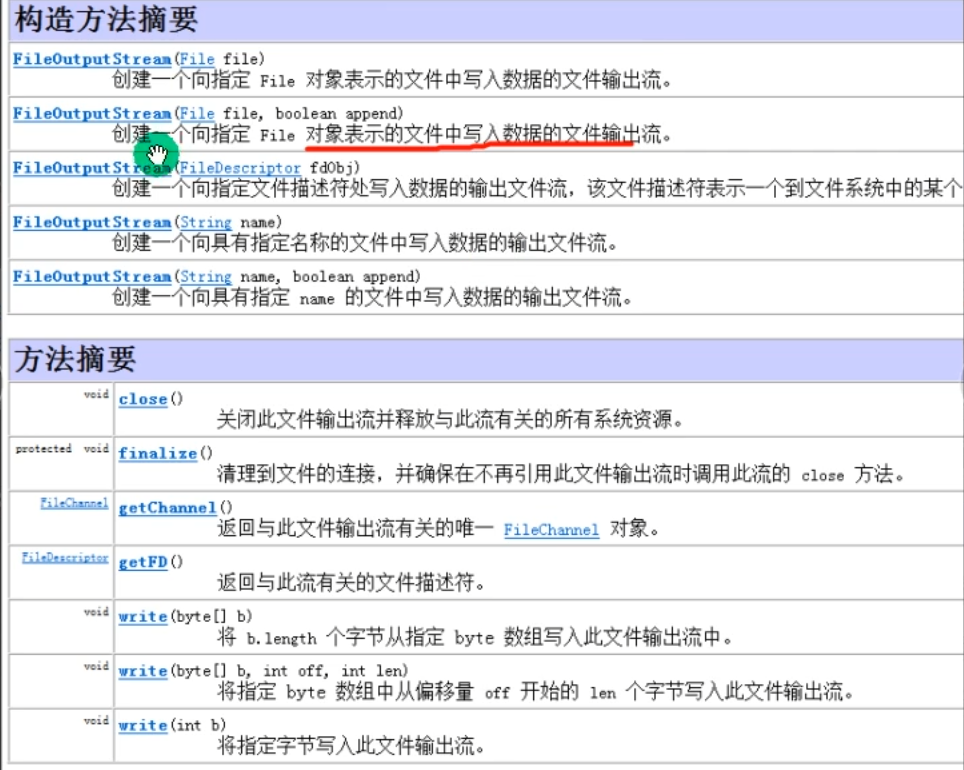 构造方法摘要
FileOutputStream(File file)
创建一个向指定 File 对象表示的文件中写入数据的文件输出流。
FileOutputStream(File file, boolean append)
创建一个向指定 File 对象表示的文件中写入数据的文件输出流。
FileOutputStream(FileDescriptor fdObj)
创建一个向指定文件描述符处写入数据的输出文件流，该文件描述符表示一个到文件系统中的某个
FileOutputStream(String name)
创建一个向具有指定名称的文件中写入数据的输出文件流。
FileOutputStream(String name, boolean append)
创建一个向具有指定 name 的文件中写入数据的输出文件流。
方法摘要
void close()
关闭此文件输出流并释放与此流有关的所有系统资源。
protected void finalize()
清理到文件的连接，并确保在不再引用此文件输出流时调用此流的 close 方法。
FileChannel getChannel()
返回与此文件输出流有关的唯一 FileChannel 对象。
FileDescriptor getFD()
返回与此流有关的文件描述符。
void write(byte[] b)
将 b.length 个字节从指定 byte 数组写入此文件输出流中。
void write(byte[] b, int off, int len)
将指定 byte 数组中从偏移量 off 开始的 len 个字节写入此文件输出流。
void write(int b)
将指定字节写入此文件输出流。